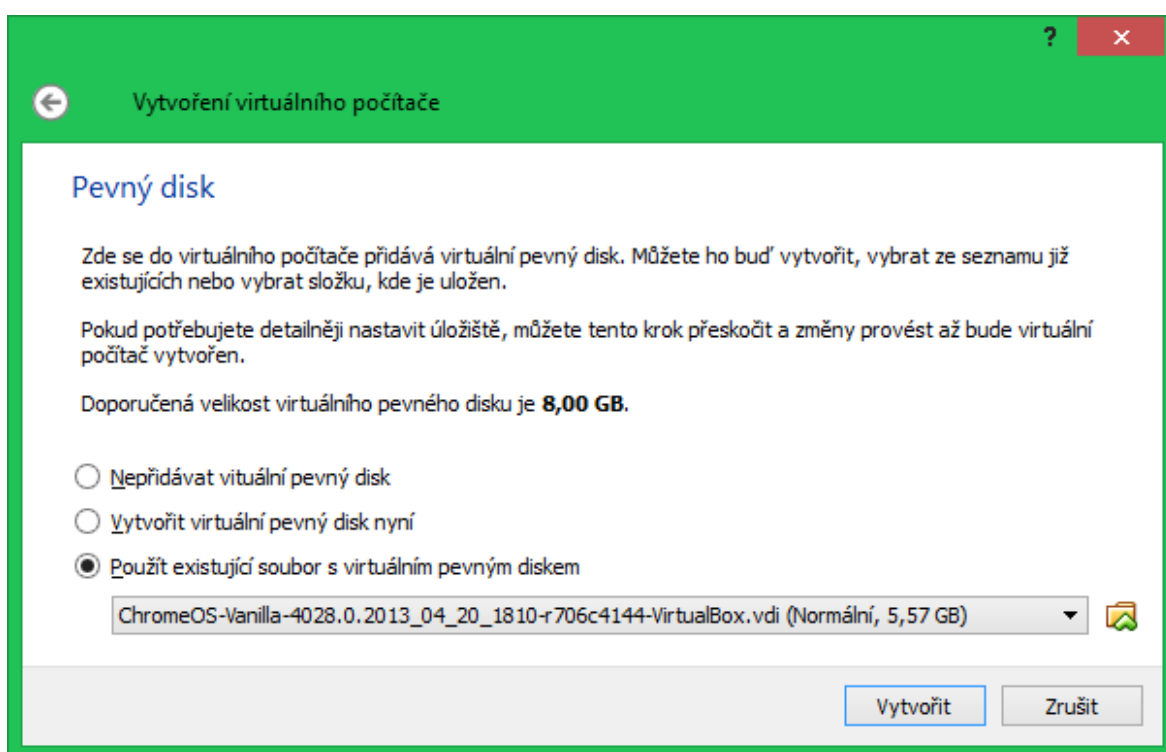 ?
Vytvoření virtuálního počítače
Pevný disk
Zde se do virtuálního počítače přidává virtuální pevný disk. Můžete ho buď vytvořit, vybrat ze seznamu již
existujících nebo vybrat složku, kde je uložen.
Pokud potřebujete detailněji nastavit úložiště, můžete tento krok přeskočit a změny provést až bude virtuální
počítač vytvořen.
Doporučená velikost virtuálního pevného disku je 8,00 GB.
Nepřidávat vituální pevný disk
Vytvořit virtuální pevný disk nyní
Použít existující soubor s virtuálním pevným diskem
ChromeOS-Vanilla-4028.0.2013_04_20_1810-r706c4144-VirtualBox.vdi (Normální, 5,57 GB)
Vytvořit Zrušit